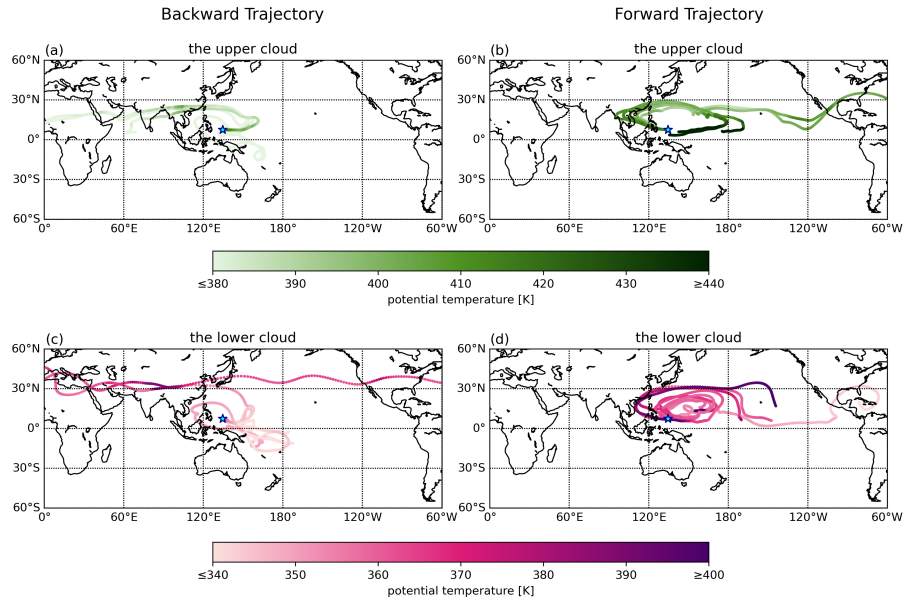 Backward Trajectory Forward Trajectory
(a) the upper cloud (b) the upper cloud
60°N 60°N
30°N 30°N
0° 0°
30°S 30°S
60°S 60°S
0° 60°E 120°E 180° 120°W 60°W 0° 60°E 120°E 180° 120°W 60°W
≤380 390 400 410 420 430 ≥440
potential temperature [K]
(c) the lower cloud (d) the lower cloud
60°N 60°N
30°N 30°N
0° 0°
30°S 30°S
60°S 60°S
0° 60°E 120°E 180° 120°W 60°W 0° 60°E 120°E 180° 120°W 60°W
≤340 350 360 370 380 390 ≥400
potential temperature [K]